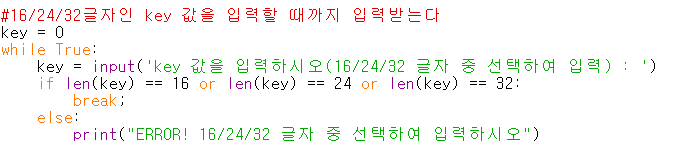 #16/24/32글자인 key 값을 입력할 때까지 입력받는다
key = 0
while True:
    key = input('key 값을 입력하시오(16/24/32 글자 중 선택하여 입력) : ')
    if len(key) == 16 or len(key) == 24 or len(key) == 32:
        break;
    else:
        print("ERROR! 16/24/32 글자 중 선택하여 입력하시오")